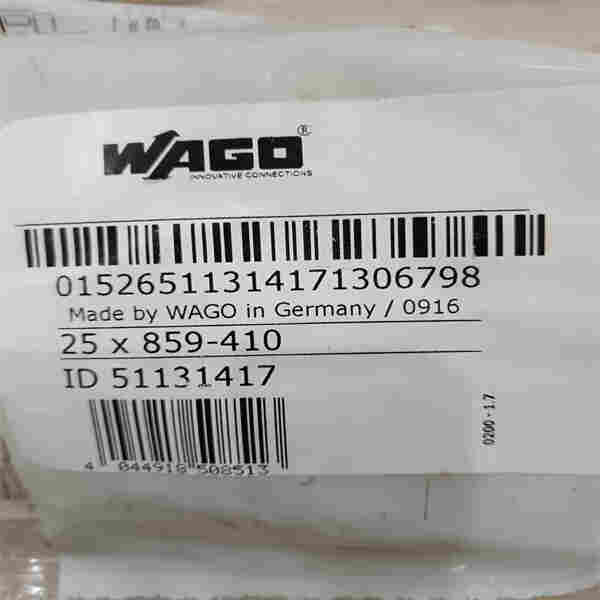 WAGO®
INNOVATIVE CONNECTIONS
015265113141713067​98
Made by WAGO in Germany / 0916
25 x 859-410
ID 51131417
0200 - 1.7
4 044918 508513